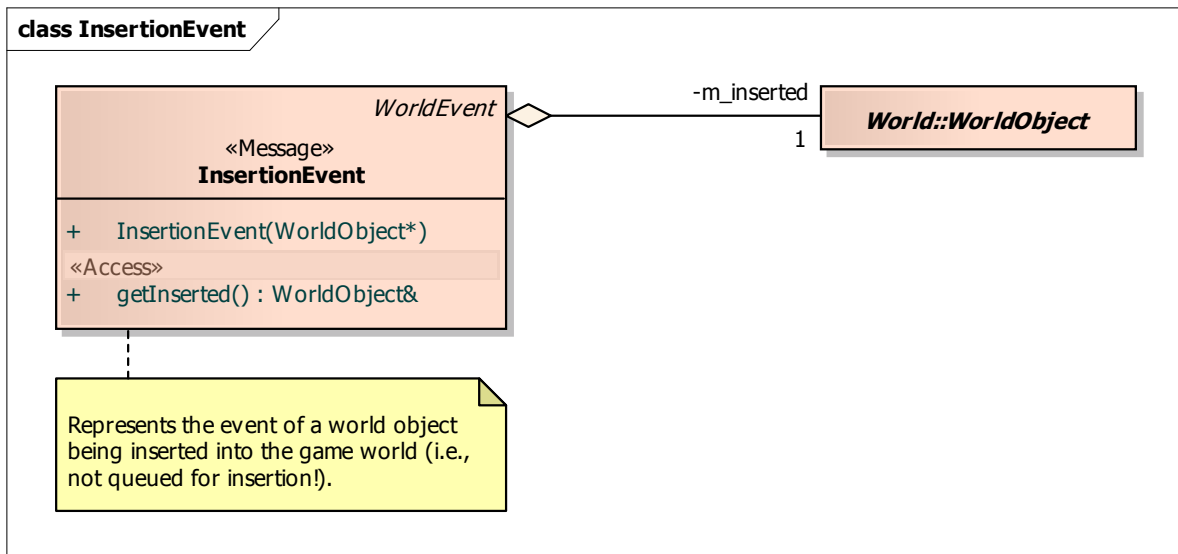 class InsertionEvent
WorldEvent
«Message»
InsertionEvent
+ InsertionEvent(WorldObject*)
«Access»
+ getInserted() : WorldObject&
-m_inserted
1
World::WorldObject
Represents the event of a world object
being inserted into the game world (i.e.,
not queued for insertion!).